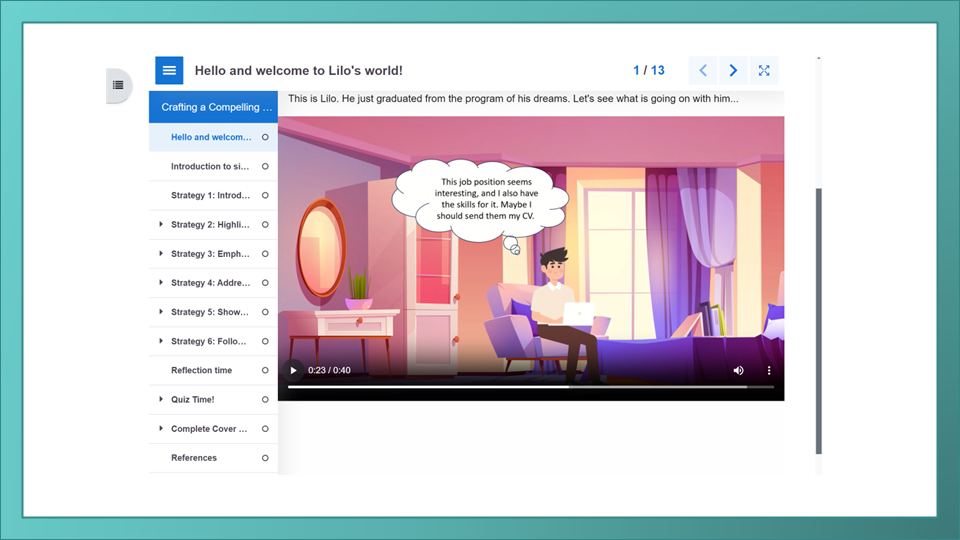 Hello and welcome to Lilo's world!
1 / 13
Crafting a Compelling ...
Hello and welcom...
Introduction to si...
Strategy 1: Introd...
Strategy 2: Highli...
Strategy 3: Emph...
Strategy 4: Addre...
Strategy 5: Show...
Strategy 6: Follo...
Reflection time
Quiz Time!
Complete Cover ...
References
This is Lilo. He just graduated from the program of his dreams. Let's see what is going on with him...
This job position seems
interesting, and I also have
the skills for it. Maybe I
should send them my CV.
0:23 / 0:40